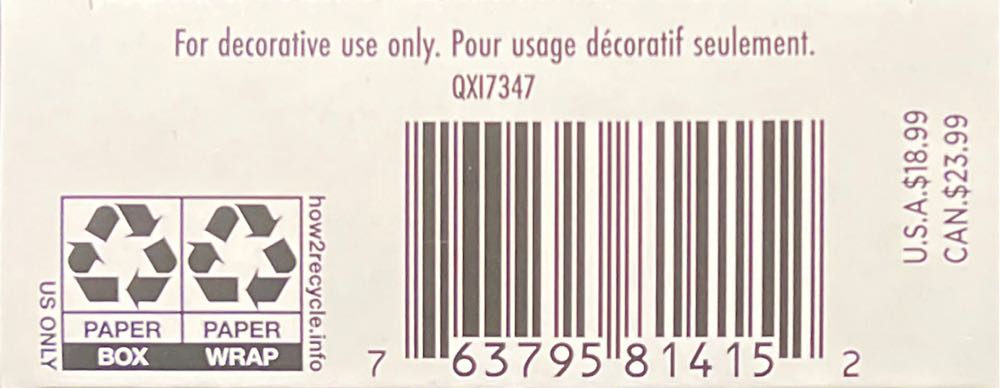 For decorative use only. Pour usage décoratif seulement.
QXI7347
U.S.A.$18.99
CAN.$23.99
how2recycle.info
US ONLY
PAPER PAPER
BOX WRAP
7 63795 81415 2